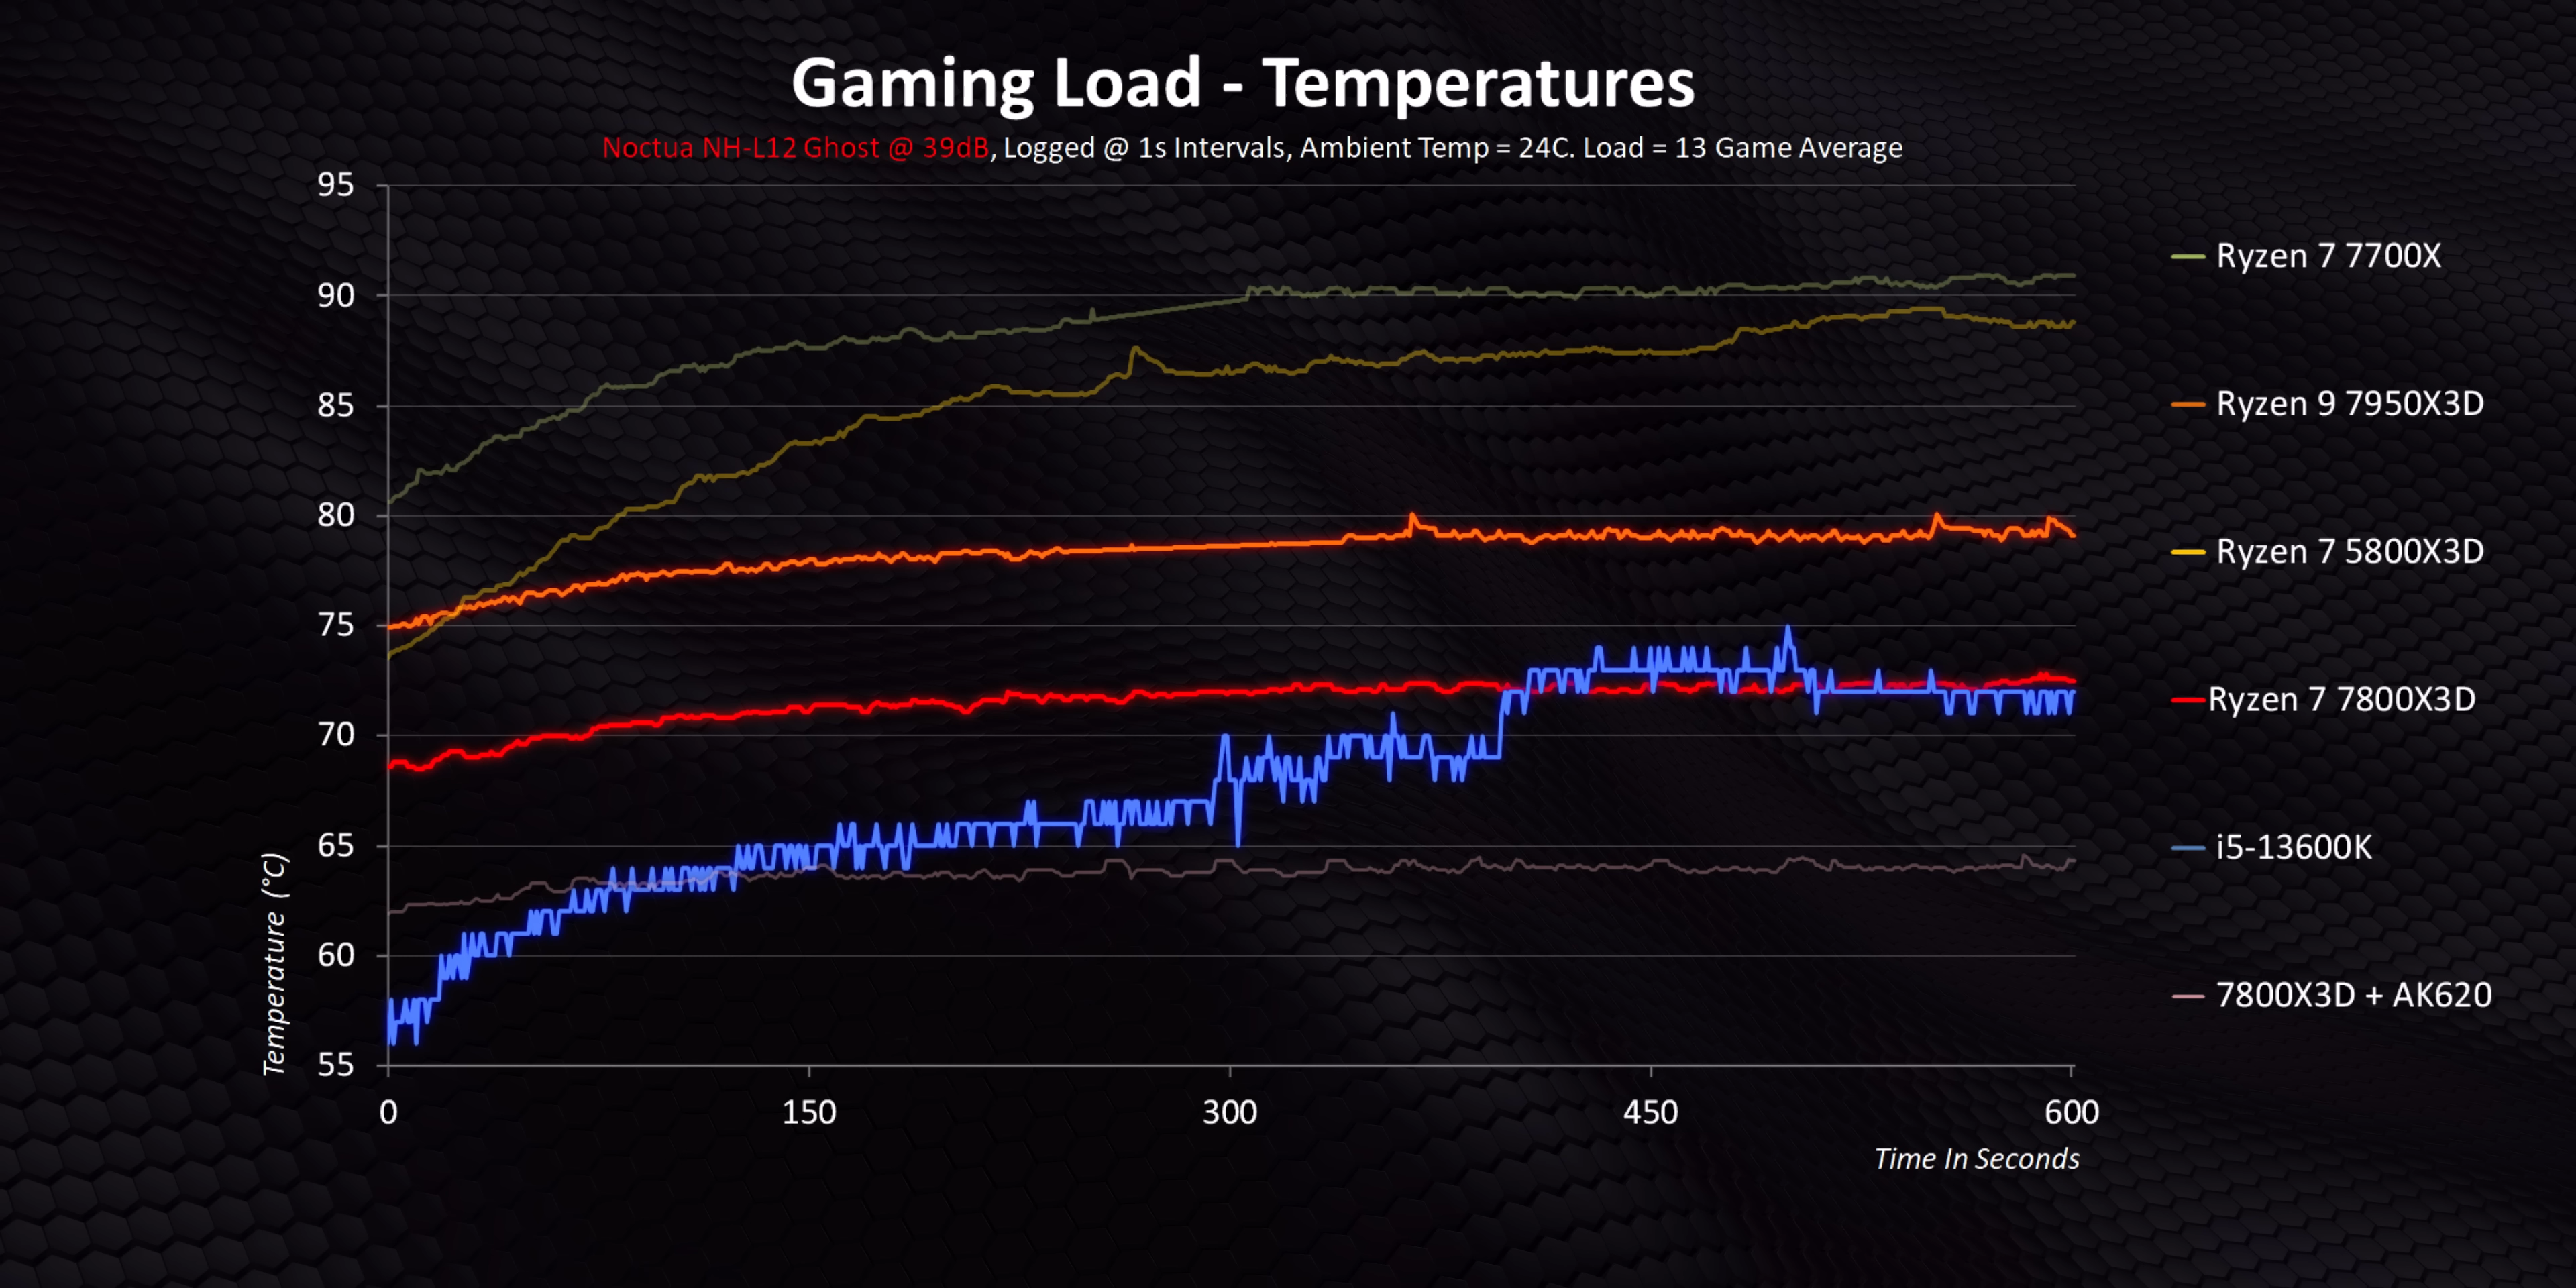 Gaming Load - Temperatures
Noctua NH-L12 Ghost @ 39dB, Logged @ 1s Intervals, Ambient Temp = 24C. Load = 13 Game Average
95
90
85
80
75
70
65
60
55
Temperature (°C)
0 150 300 450 600
Time In Seconds
Ryzen 7 7700X
Ryzen 9 7950X3D
Ryzen 7 5800X3D
Ryzen 7 7800X3D
i5-13600K
7800X3D + AK620